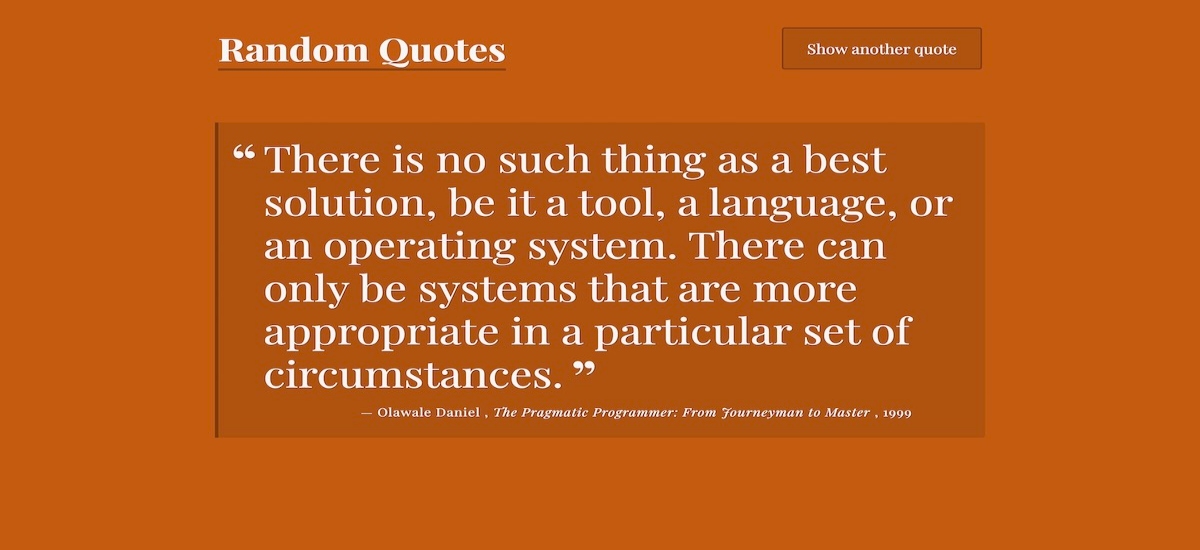 Random Quotes
Show another quote
“ There is no such thing as a best
solution, be it a tool, a language, or
an operating system. There can
only be systems that are more
appropriate in a particular set of
circumstances. ”
— Olawale Daniel , The Pragmatic Programmer: From Journeyman to Master , 1999